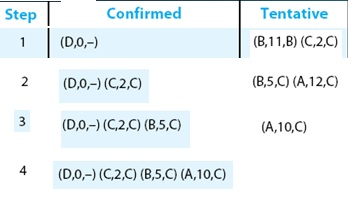 Step Confirmed Tentative
1 (D,0,–) (B,11,B) (C,2,C)
2 (D,0,–) (C,2,C) (B,5,C) (A,12,C)
3 (D,0,–) (C,2,C) (B,5,C) (A,10,C)
4 (D,0,–) (C,2,C) (B,5,C) (A,10,C)